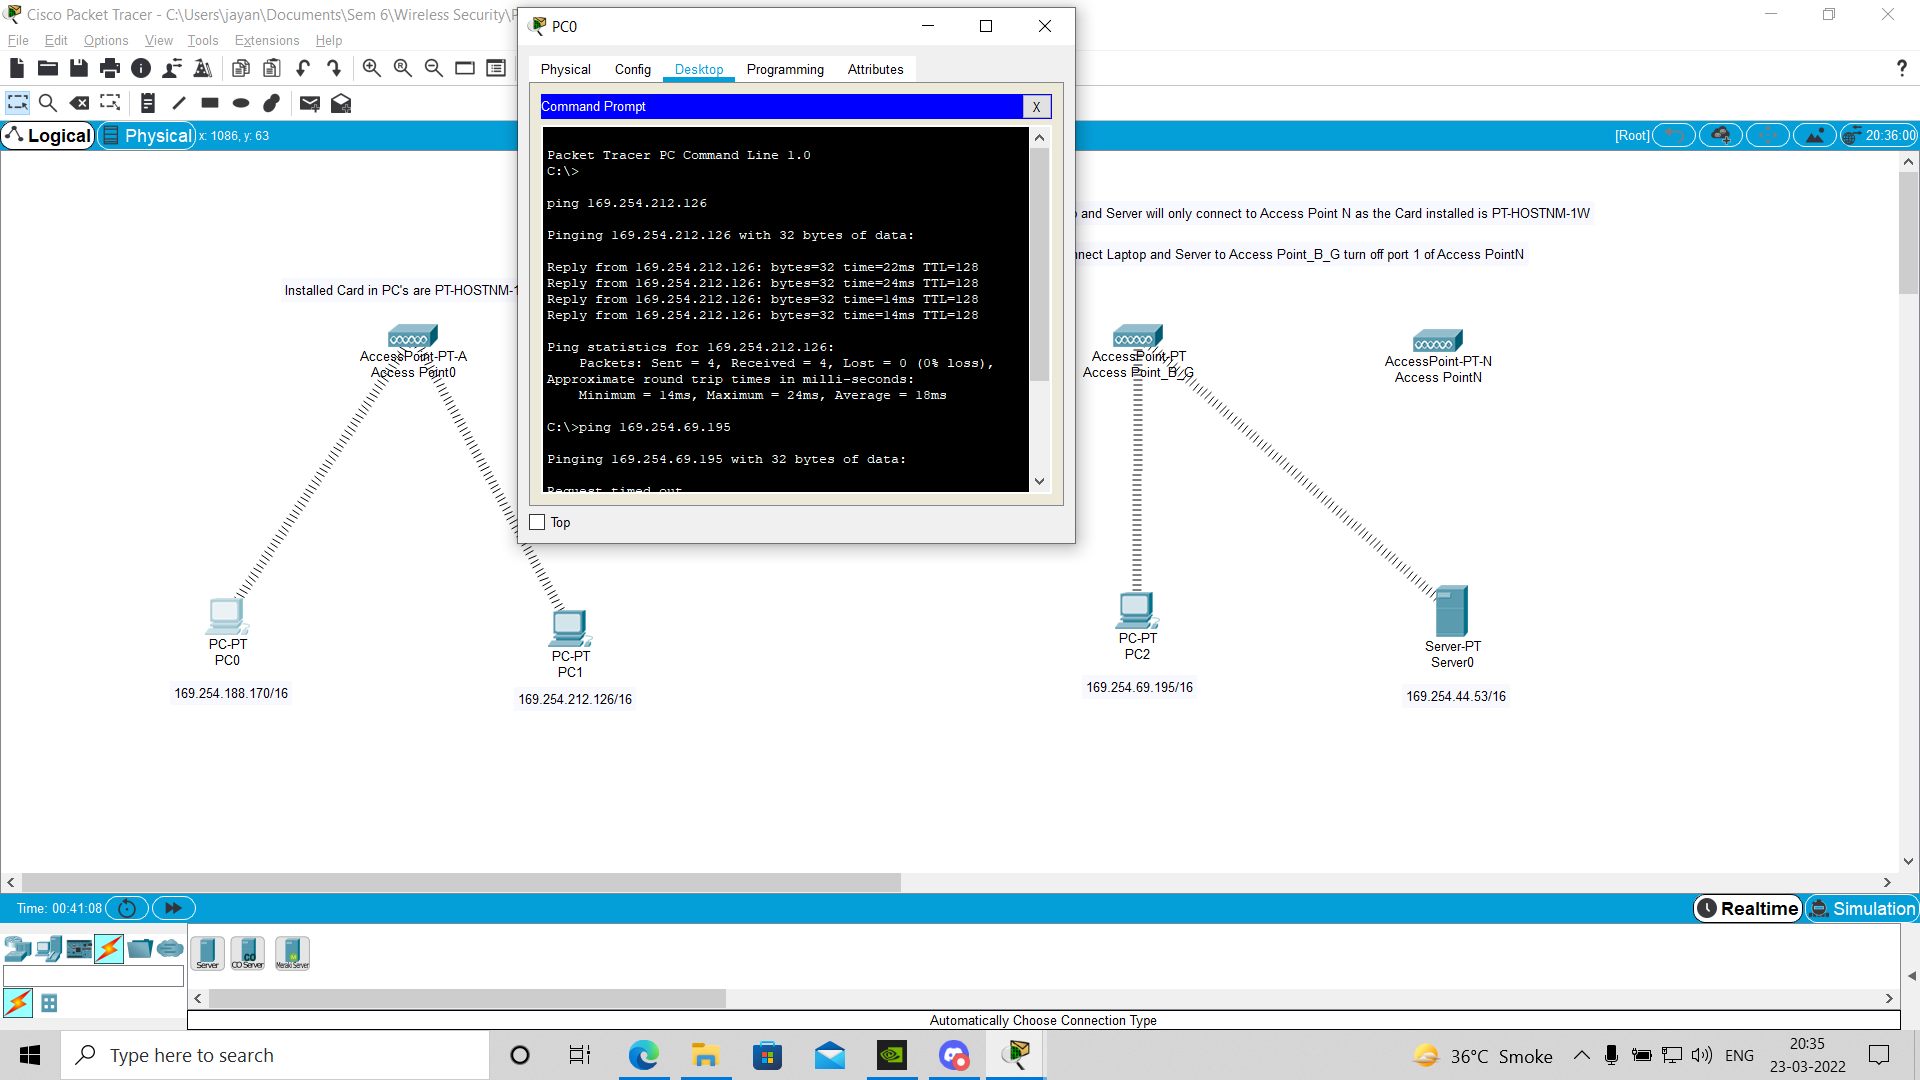 Cisco Packet Tracer - C:\Users\jayan\Documents\Sem 6\Wireless Security\P
File Edit Options View Tools Extensions Help
?
Logical Physical x: 1086, y: 63
[Root] 20:36:00
PC0
Physical Config Desktop Programming Attributes
Command Prompt X
Packet Tracer PC Command Line 1.0
C:\>
ping 169.254.212.126
Pinging 169.254.212.126 with 32 bytes of data:
Reply from 169.254.212.126: bytes=32 time=22ms TTL=128
Reply from 169.254.212.126: bytes=32 time=24ms TTL=128
Reply from 169.254.212.126: bytes=32 time=14ms TTL=128
Reply from 169.254.212.126: bytes=32 time=14ms TTL=128
Ping statistics for 169.254.212.126:
Packets: Sent = 4, Received = 4, Lost = 0 (0% loss),
Approximate round trip times in milli-seconds:
Minimum = 14ms, Maximum = 24ms, Average = 18ms
C:\>ping 169.254.69.195
Pinging 169.254.69.195 with 32 bytes of data:
Request timed out
Top
and Server will only connect to Access Point N as the Card installed is PT-HOSTNM-1W
nnect Laptop and Server to Access Point_B_G turn off port 1 of Access PointN
Installed Card in PC's are PT-HOSTNM-1
AccessPoint-PT-A
Access Point0
AccessPoint-PT
Access Point_B_G
AccessPoint-PT-N
Access PointN
PC-PT
PC0
169.254.188.170/16
PC-PT
PC1
169.254.212.126/16
PC-PT
PC2
169.254.69.195/16
Server-PT
Server0
169.254.44.53/16
Time: 00:41:08
Realtime Simulation
Server
CO Server
Meraki Server
Automatically Choose Connection Type
Type here to search
36°C Smoke
ENG
20:35
23-03-2022